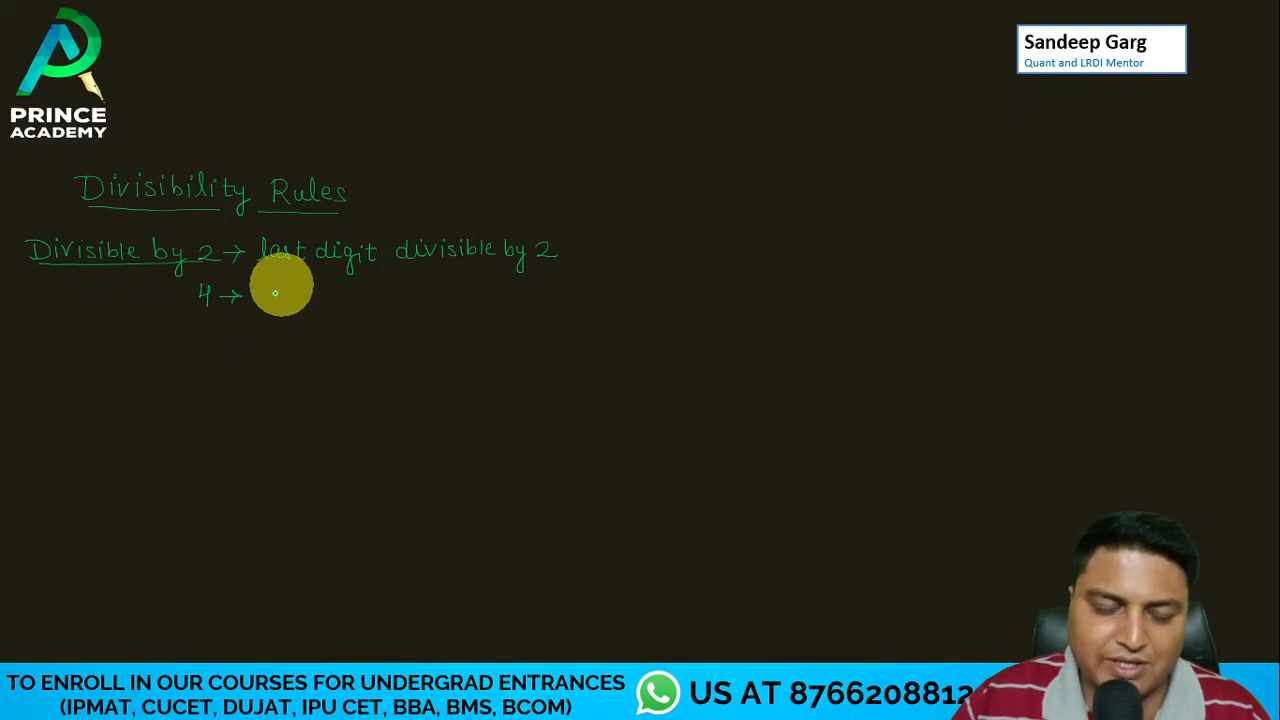 PRINCE
ACADEMY
Sandeep Garg
Quant and LRDI Mentor
Divisibility Rules
Divisible by 2 → last digit divisible by 2
4 →
TO ENROLL IN OUR COURSES FOR UNDERGRAD ENTRANCES
(IPMAT, CUCET, DUJAT, IPU CET, BBA, BMS, BCOM)
US AT 8766208812